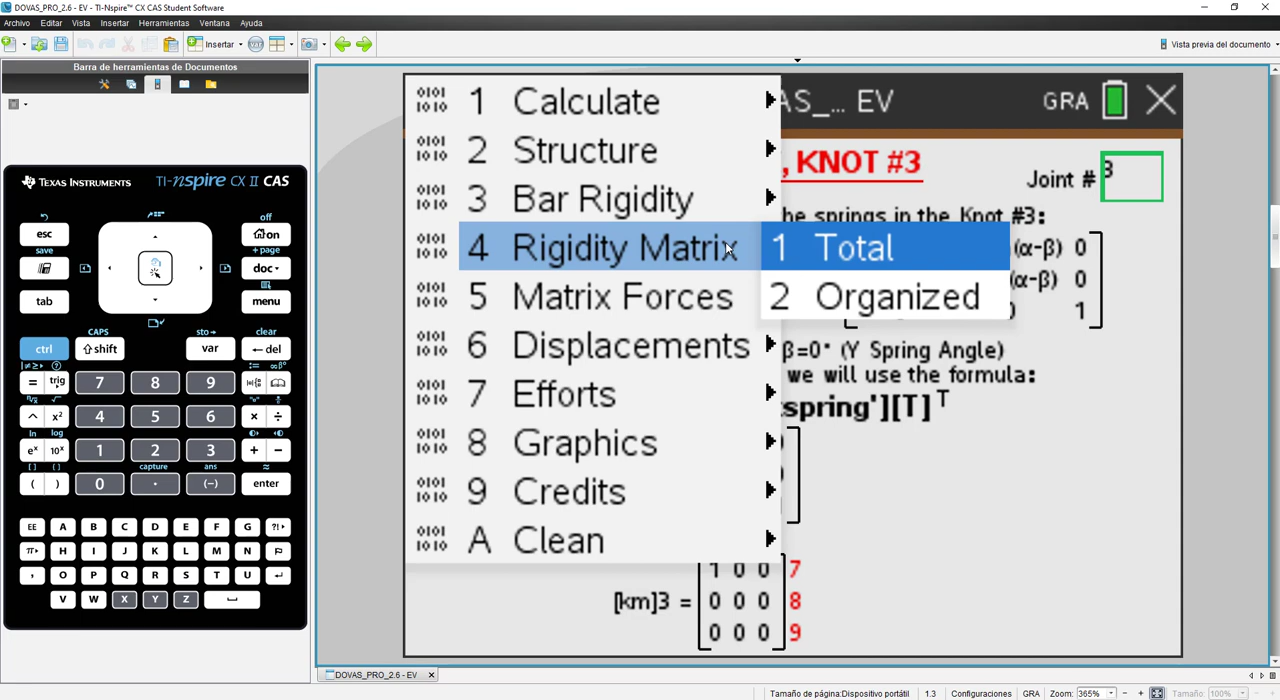 DOVAS_PRO_2.6 - EV - TI-Nspire™ CX CAS Student Software
Archivo Editar Vista Insertar Herramientas Ventana Ayuda
Insertar
VAR
Vista previa del documento
Barra de herramientas de Documentos
TEXAS INSTRUMENTS TI-nspire CX II CAS
esc
off
on
save
+ page
doc
tab
menu
CAPS
sto→
clear
ctrl
shift
var
←del
= trig 7 8 9
^ x² 4 5 6 × ÷
ln log
eˣ 10ˣ 1 2 3 + −
capture ans
( ) 0 . (−) enter
EE A B C D E F G ?!
π H I J K L M N
, O P Q R S T U
V W X Y Z
1 Calculate
2 Structure
3 Bar Rigidity
4 Rigidity Matrix
5 Matrix Forces
6 Displacements
7 Efforts
8 Graphics
9 Credits
A Clean
1 Total
2 Organized
AS_... EV
GRA
, KNOT #3
Joint # 3
he springs in the Knot #3:
(α-β) 0
(α-β) 0
1
β=0° (Y Spring Angle)
we will use the formula:
spring'][T]ᵀ
1 0 0 7
[km]3 = 0 0 0 8
0 0 0 9
DOVAS_PRO_2.6 - EV
Tamaño de página:Dispositivo portátil 1.3 Configuraciones GRA Zoom: 365% Tamaño: 100%